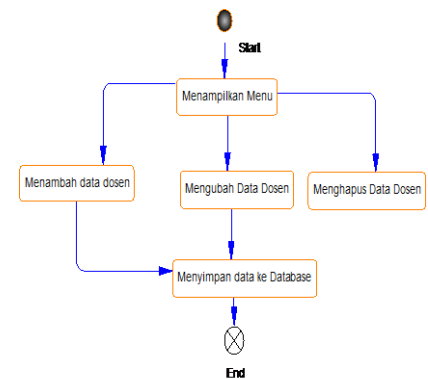 Start
Menampilkan Menu
Menambah data dosen
Mengubah Data Dosen
Menghapus Data Dosen
Menyimpan data ke Database
End